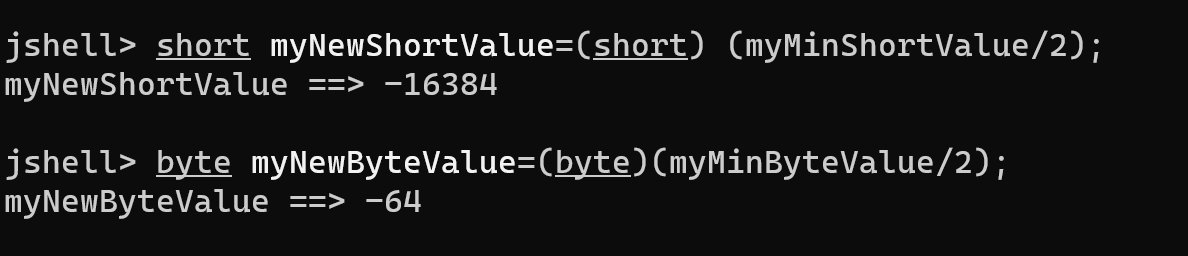 jshell> short myNewShortValue=(short) (myMinShortValue/2);
myNewShortValue ==> -16384
jshell> byte myNewByteValue=(byte)(myMinByteValue/2);
myNewByteValue ==> -64